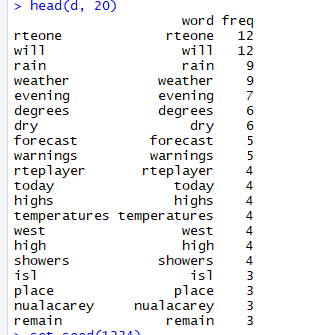 > head(d, 20)
word freq
rteone rteone 12
will will 12
rain rain 9
weather weather 9
evening evening 7
degrees degrees 6
dry dry 6
forecast forecast 5
warnings warnings 5
rteplayer rteplayer 4
today today 4
highs highs 4
temperatures temperatures 4
west west 4
high high 4
showers showers 4
isl isl 3
place place 3
nualacarey nualacarey 3
remain remain 3
> set.seed(1234)